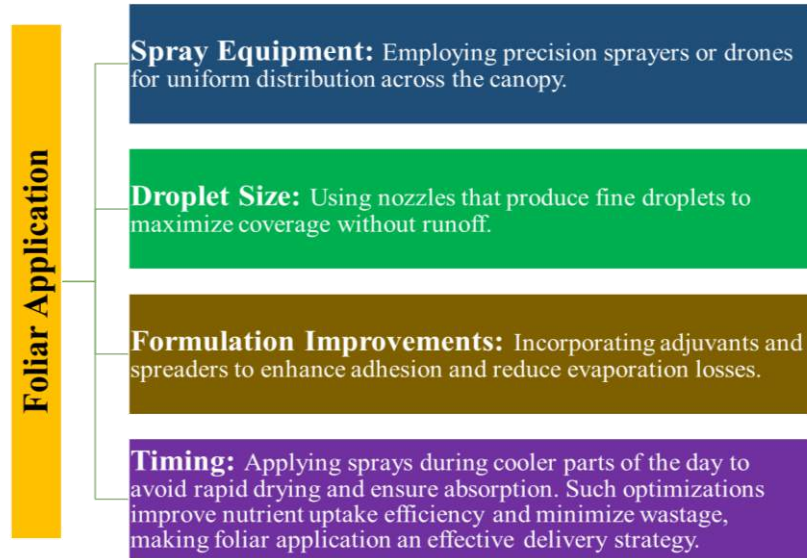 Foliar Application
Spray Equipment: Employing precision sprayers or drones
for uniform distribution across the canopy.
Droplet Size: Using nozzles that produce fine droplets to
maximize coverage without runoff.
Formulation Improvements: Incorporating adjuvants and
spreaders to enhance adhesion and reduce evaporation losses.
Timing: Applying sprays during cooler parts of the day to
avoid rapid drying and ensure absorption. Such optimizations
improve nutrient uptake efficiency and minimize wastage,
making foliar application an effective delivery strategy.